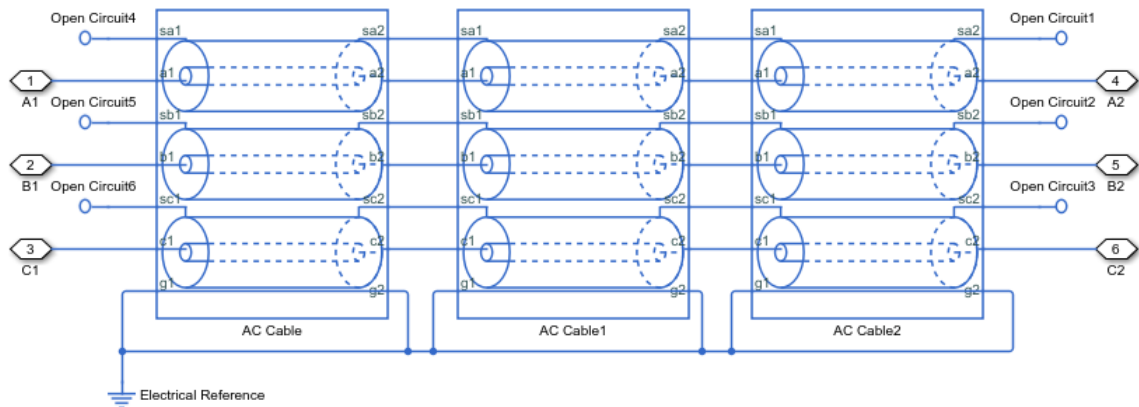 Open Circuit4
sa1 sa2 sa1 sa2 sa1 sa2
Open Circuit1
1 a1 a2 a1 a2 a1 a2 4
A1 A2
Open Circuit5
sb1 sb2 sb1 sb2 sb1 sb2
Open Circuit2
2 b1 b2 b1 b2 b1 b2 5
B1 B2
Open Circuit6
sc1 sc2 sc1 sc2 sc1 sc2
Open Circuit3
3 c1 c2 c1 c2 c1 c2 6
C1 C2
g1 g2 g1 g2 g1 g2
AC Cable AC Cable1 AC Cable2
Electrical Reference